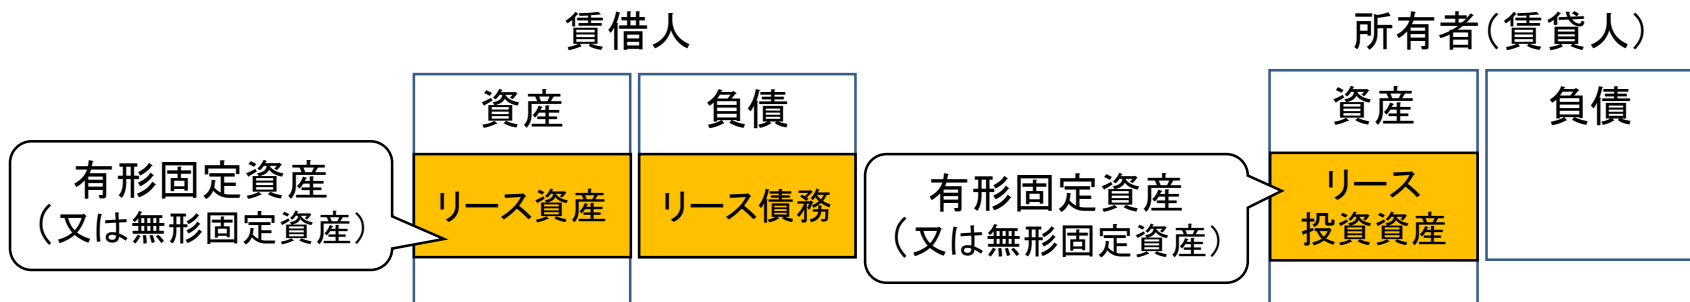 賃借人
資産
負債
有形固定資産
(又は無形固定資産)
リース資産
リース債務
所有者(賃貸人)
資産
負債
有形固定資産
(又は無形固定資産)
リース
投資資産